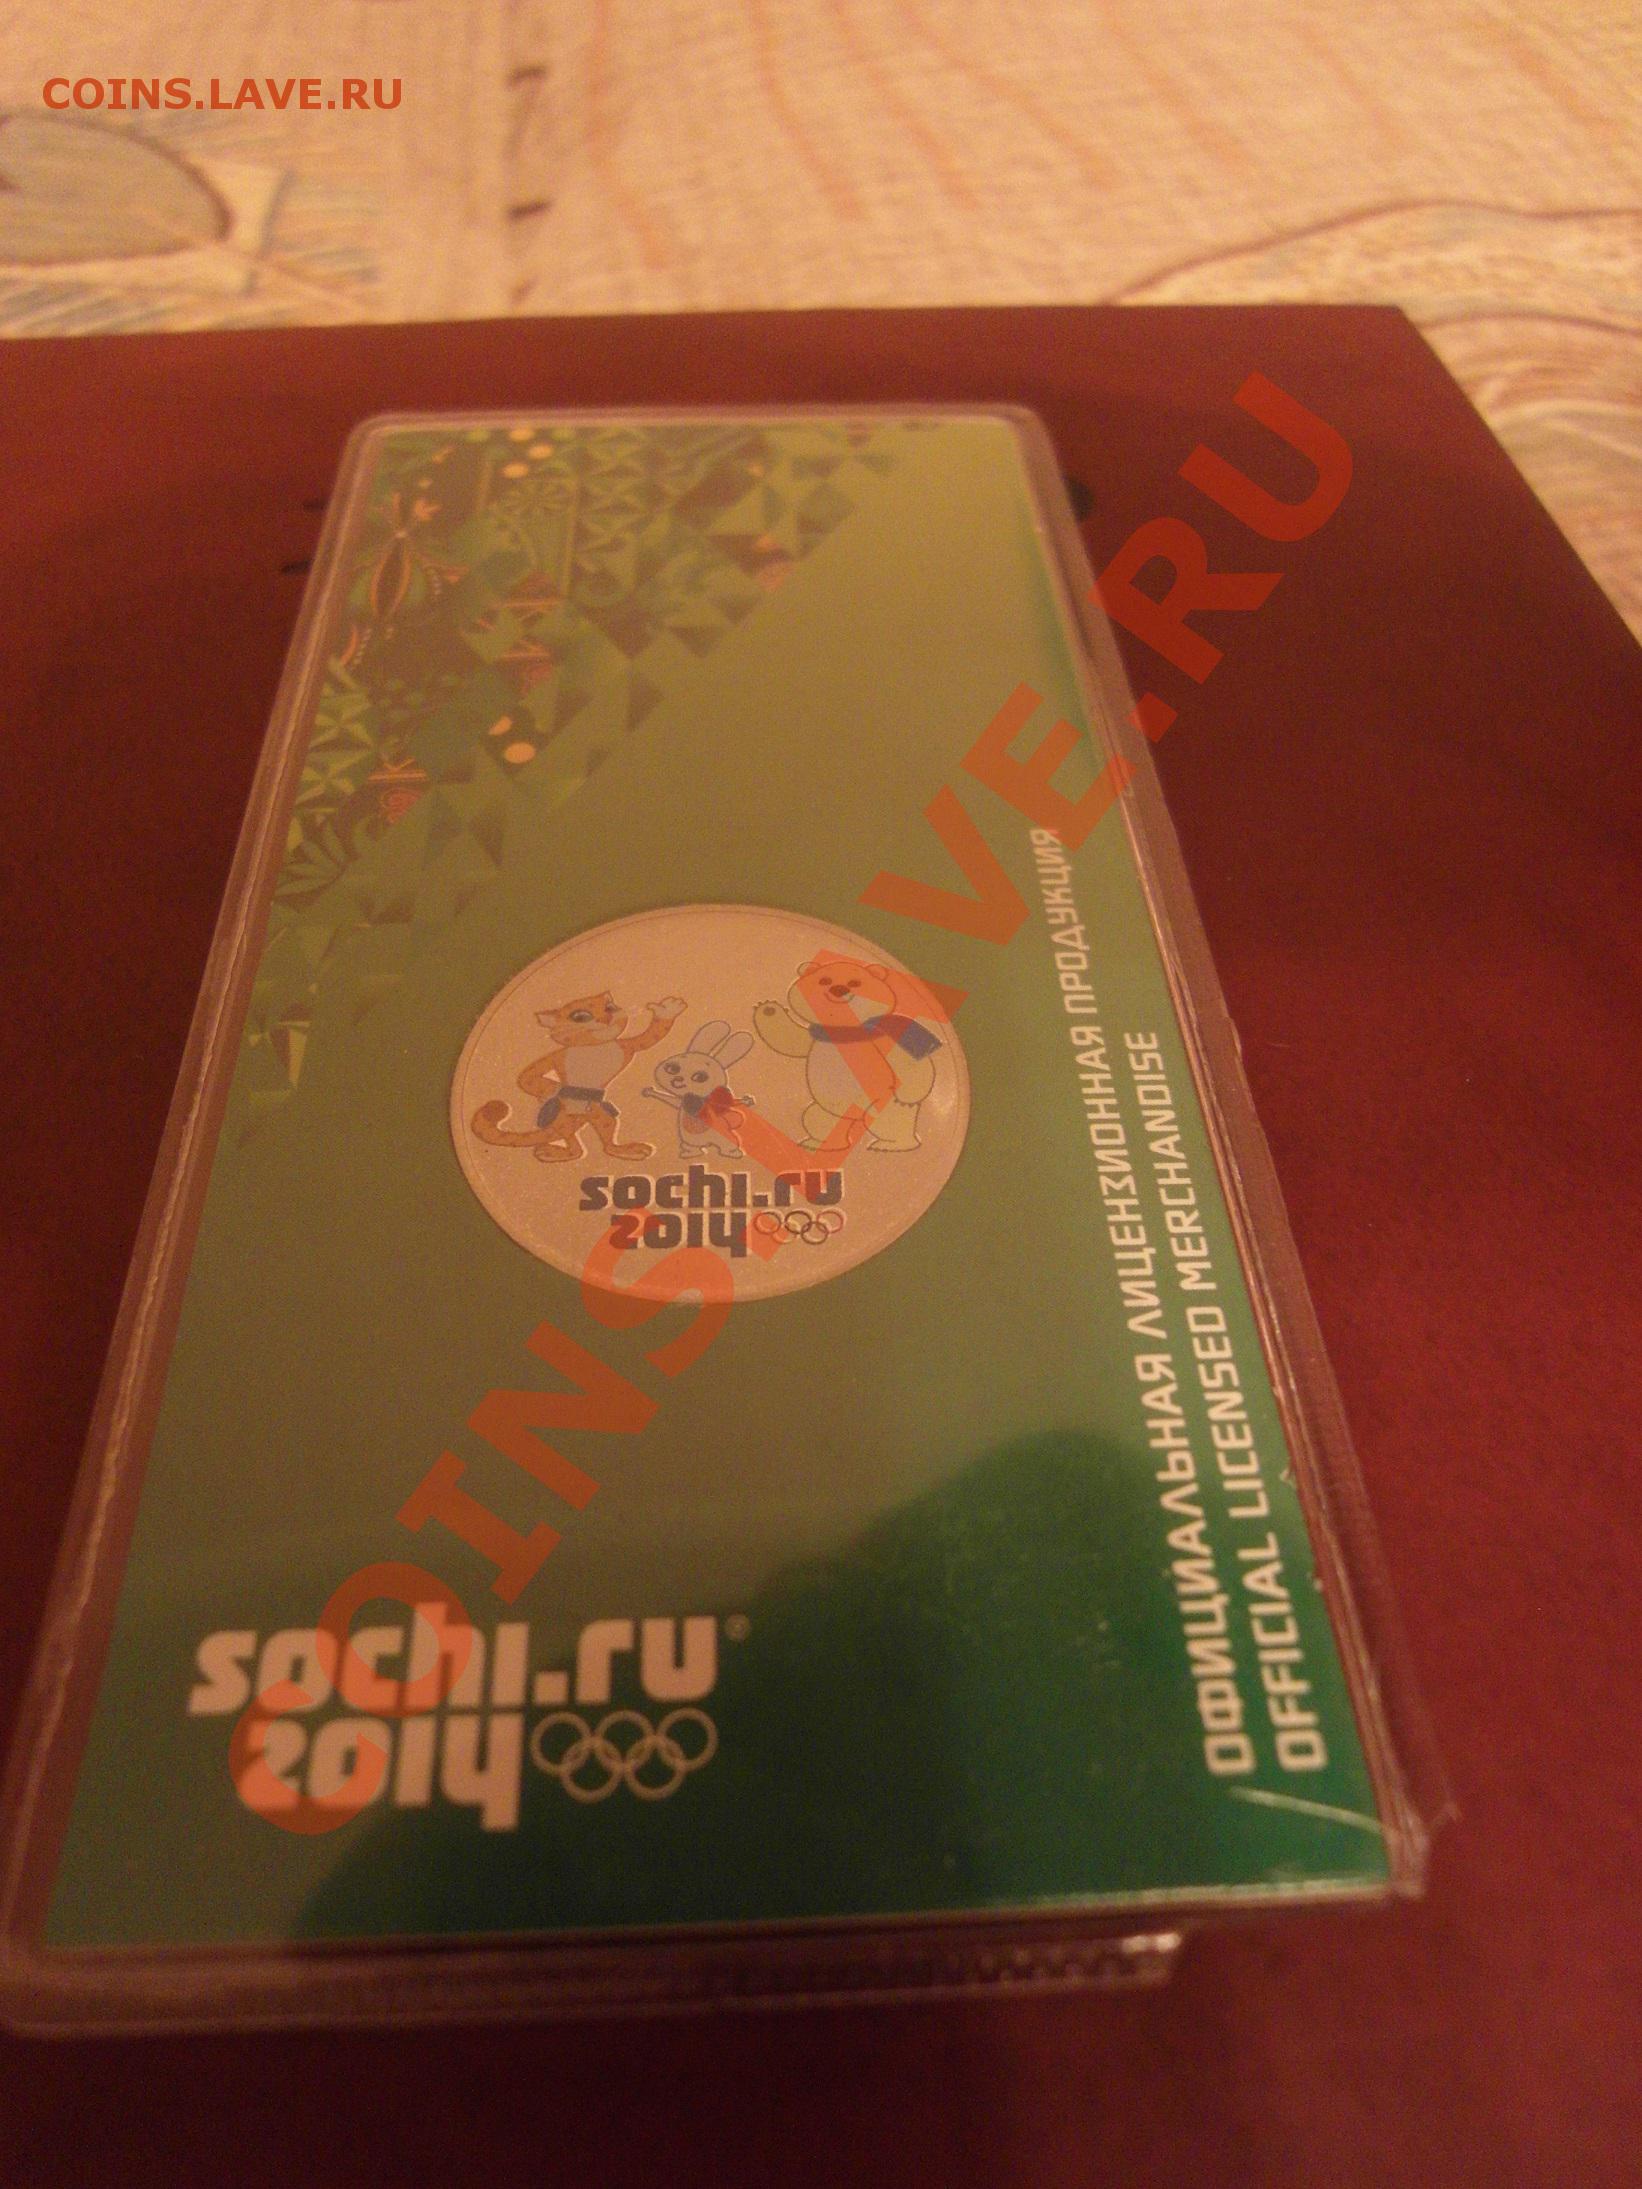 COINS.LAVE.RU
COINS.LAVE.RU
sochi.ru
2014
ОФИЦИАЛЬНАЯ ЛИЦЕНЗИОННАЯ ПРОДУКЦИЯ
OFFICIAL LICENSED MERCHANDISE
sochi.ru®
2014